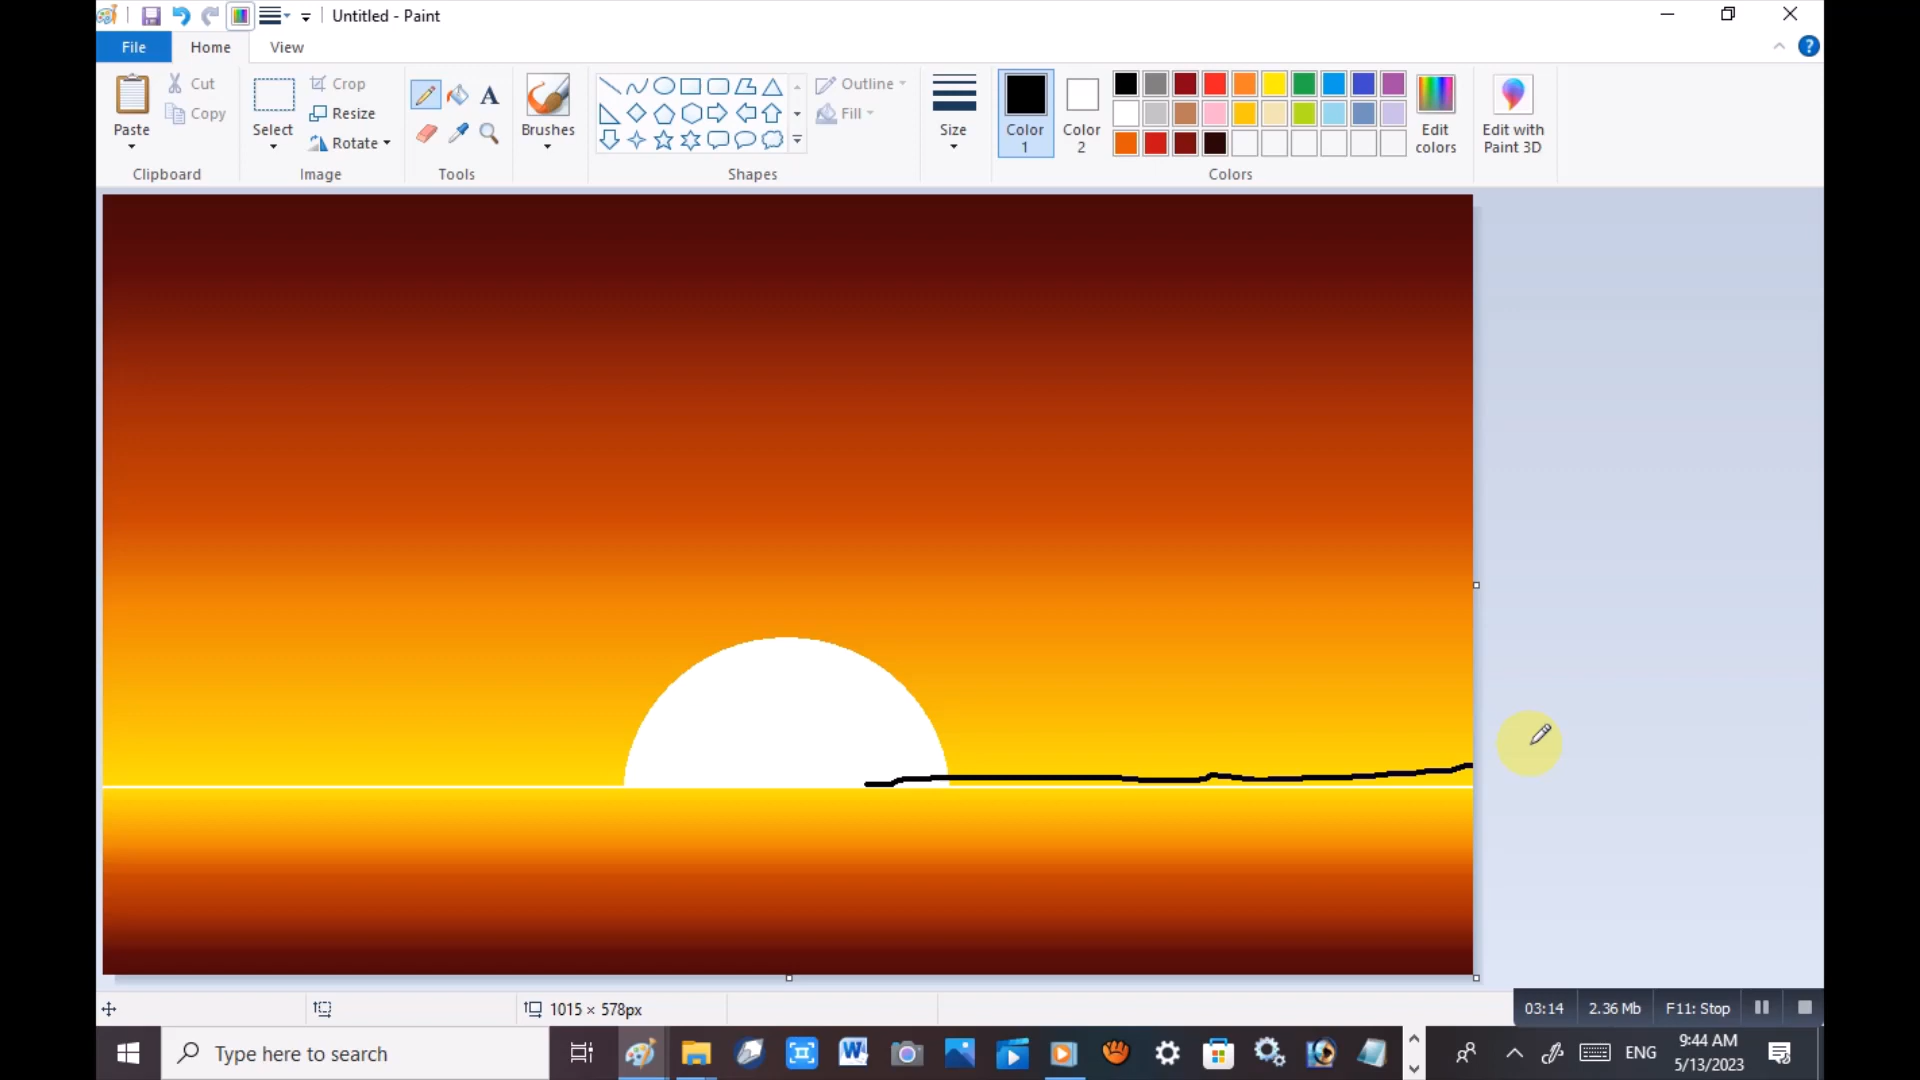 Untitled - Paint
File Home View
Paste
Cut
Copy
Clipboard
Select
Crop
Resize
Rotate
Image
A
Tools
Brushes
Shapes
Outline
Fill
Size
Color 1
Color 2
Colors
Edit colors
Edit with Paint 3D
?
1015 × 578px
03:14 2.36 Mb F11: Stop
Type here to search
W
ENG
9:44 AM
5/13/2023